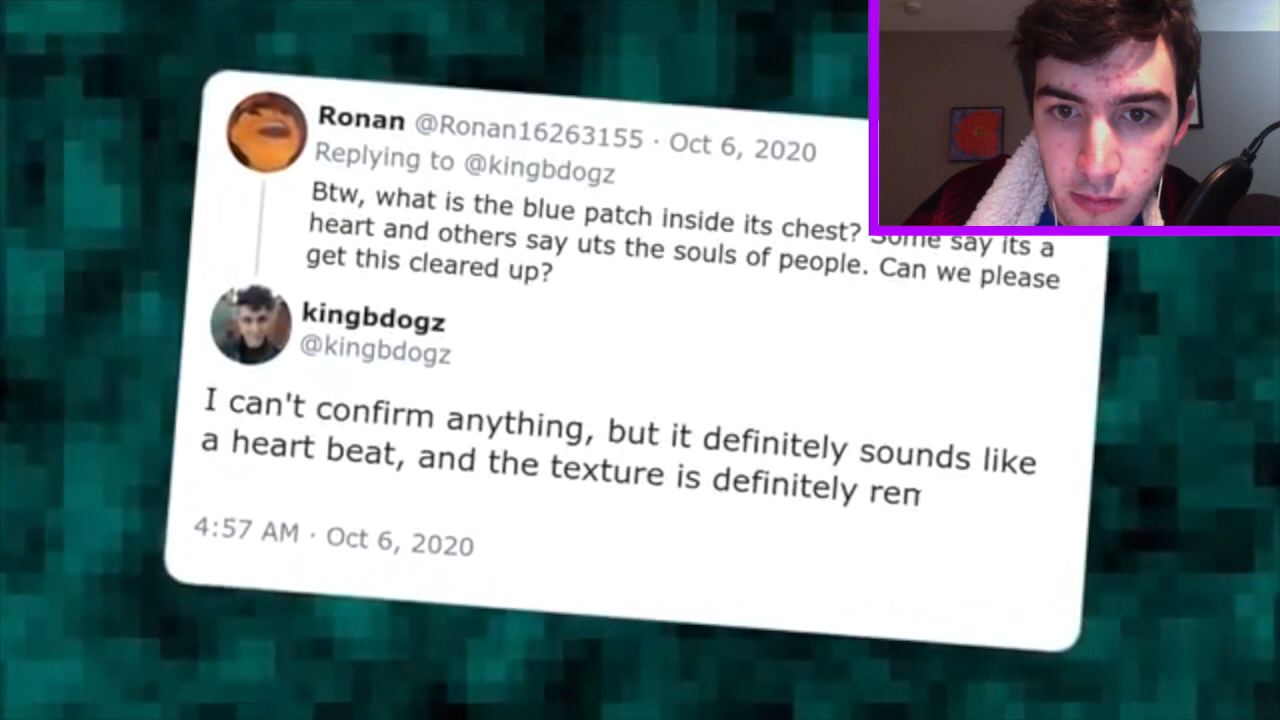 Ronan @Ronan16263155 · Oct 6, 2020
Replying to @kingbdogz
Btw, what is the blue patch inside its chest? Some say its a
heart and others say uts the souls of people. Can we please
get this cleared up?
kingbdogz
@kingbdogz
I can't confirm anything, but it definitely sounds like
a heart beat, and the texture is definitely
4:57 AM · Oct 6, 2020